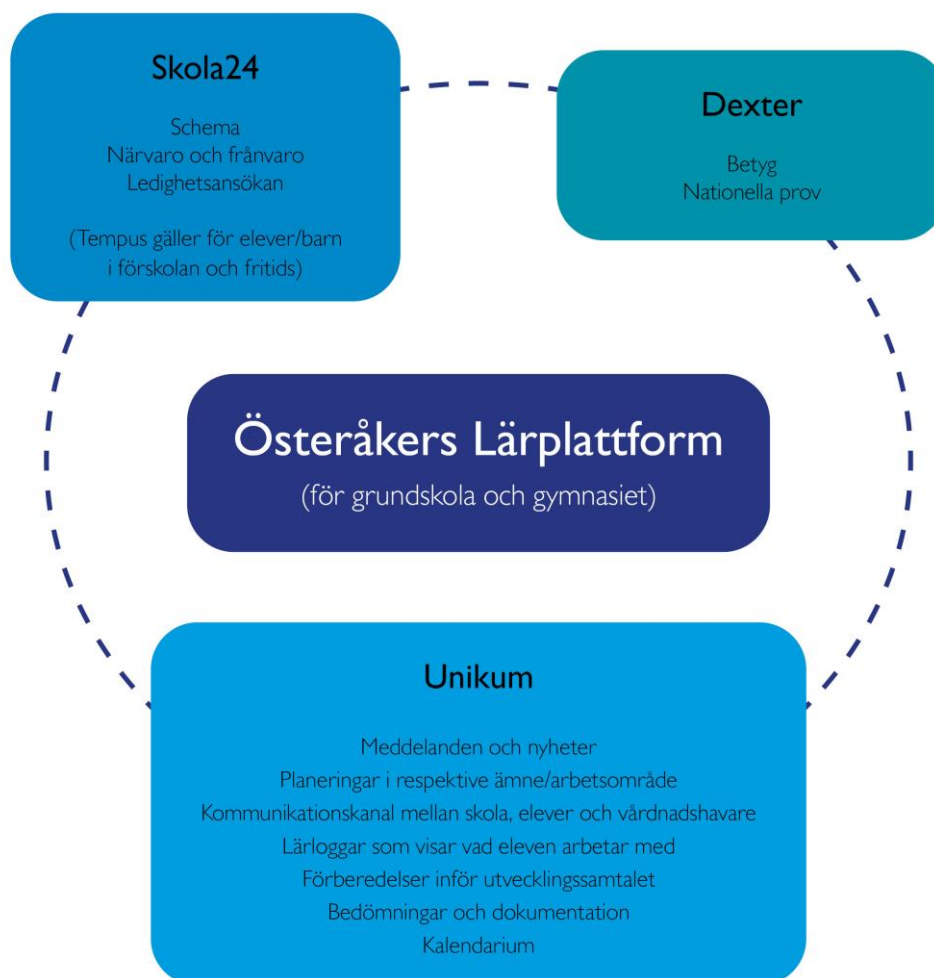 Skola24
Schema
Närvaro och frånvaro
Ledighetsansökan
(Tempus gäller för elever/barn
i förskolan och fritids)
Dexter
Betyg
Nationella prov
Österåkers Lärplattform
(för grundskola och gymnasiet)
Unikum
Meddelanden och nyheter
Planeringar i respektive ämne/arbetsområde
Kommunikationskanal mellan skola, elever och vårdnadshavare
Lärloggar som visar vad eleven arbetar med
Förberedelser inför utvecklingssamtalet
Bedömningar och dokumentation
Kalendarium